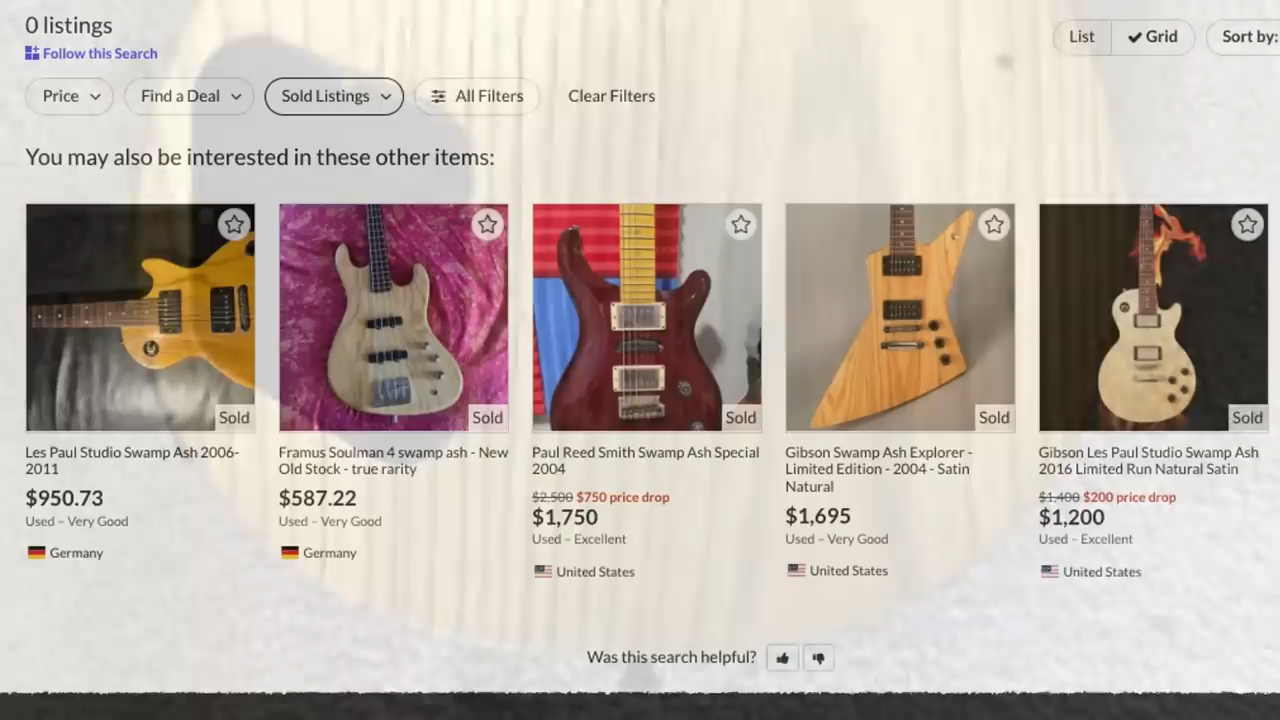 0 listings
Follow this Search
List
Grid
Sort by:
Price
Find a Deal
Sold Listings
All Filters
Clear Filters
You may also be interested in these other items:
Sold
Sold
Sold
Sold
Sold
Les Paul Studio Swamp Ash 2006-
2011
$950.73
Used – Very Good
Germany
Framus Soulman 4 swamp ash - New
Old Stock - true rarity
$587.22
Used – Very Good
Germany
Paul Reed Smith Swamp Ash Special
2004
$2,500 $750 price drop
$1,750
Used – Excellent
United States
Gibson Swamp Ash Explorer -
Limited Edition - 2004 - Satin
Natural
$1,695
Used – Very Good
United States
Gibson Les Paul Studio Swamp Ash
2016 Limited Run Natural Satin
$1,400 $200 price drop
$1,200
Used – Excellent
United States
Was this search helpful?